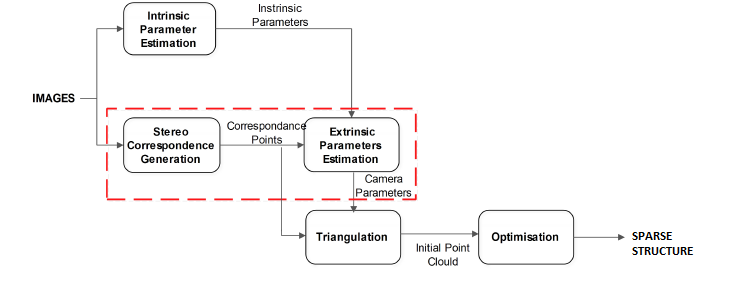 Intrinsic
Parameter
Estimation
Instrinsic
Parameters
IMAGES
Stereo
Correspondence
Generation
Correspondance
Points
Extrinsic
Parameters
Estimation
Camera
Parameters
Triangulation
Initial Point
Clould
Optimisation
SPARSE
STRUCTURE